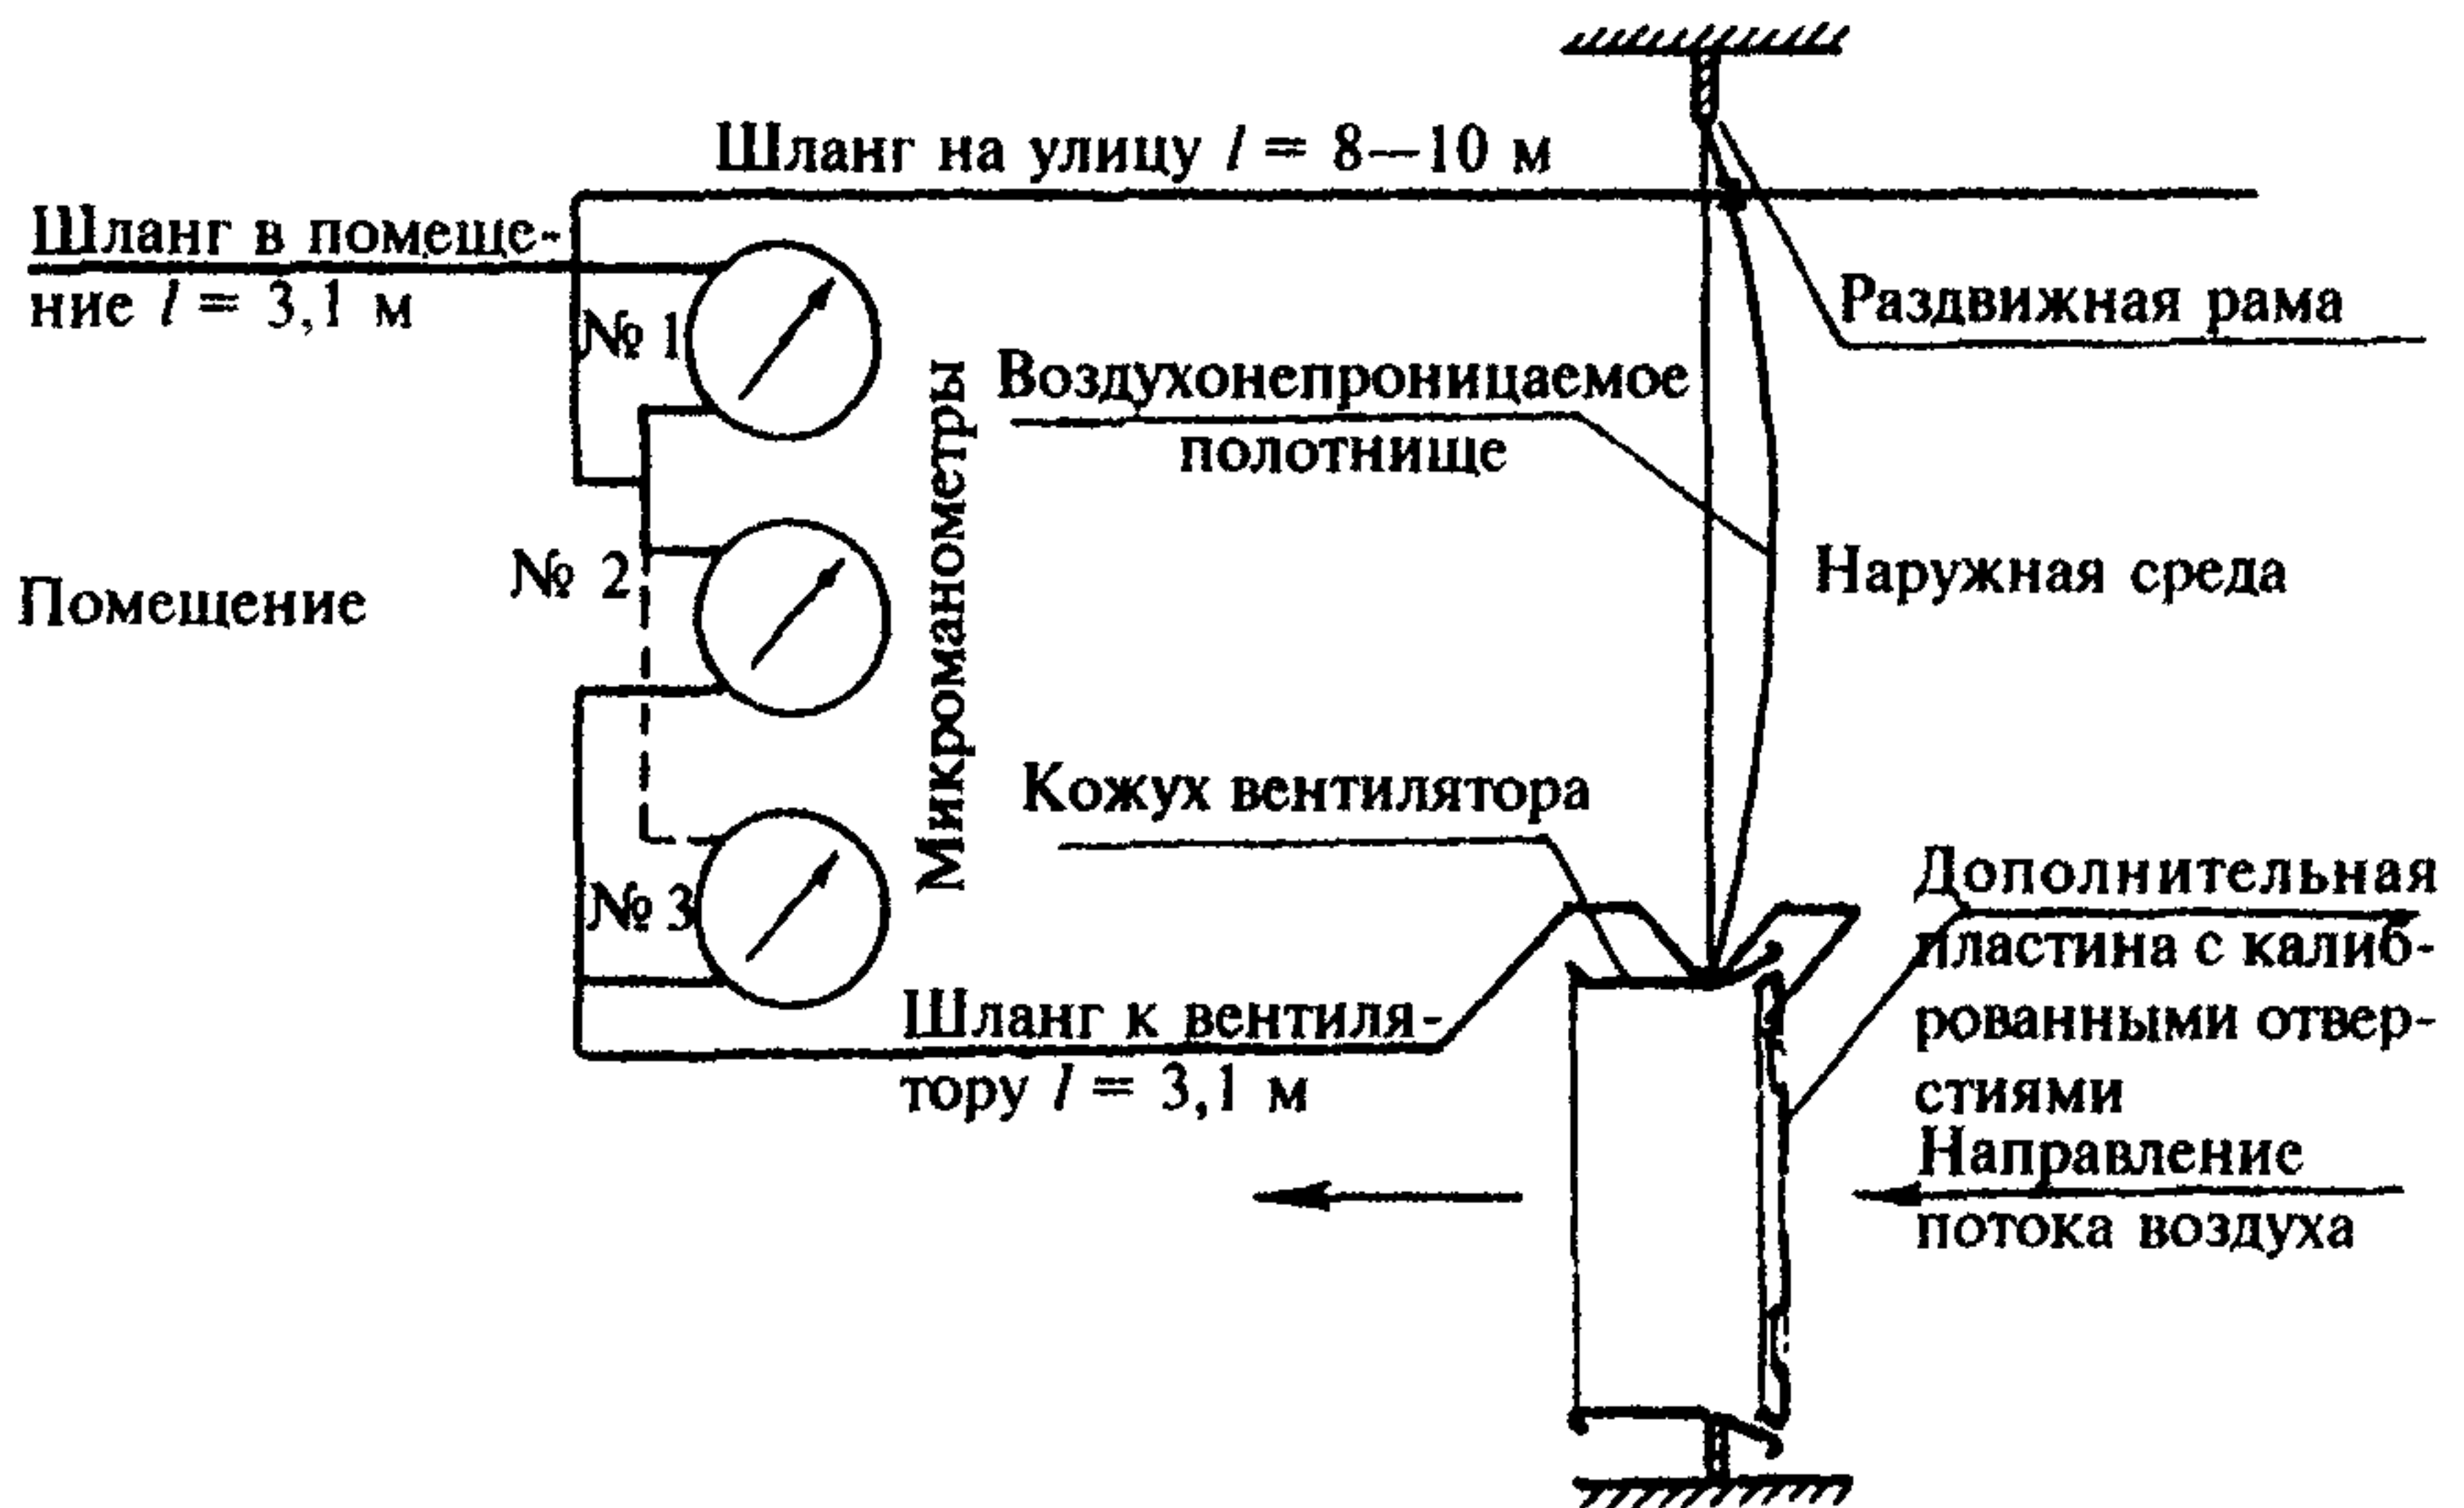 Шланг на улицу l = 8—10 м
Шланг в помеще-
ние l = 3,1 м
№ 1
Раздвижная рама
Воздухонепроницаемое
полотнище
Микроманометры
№ 2
Наружная среда
Помещение
Кожух вентилятора
№ 3
Дополнительная
пластина с калиб-
рованными отвер-
стиями
Шланг к вентиля-
тору l = 3,1 м
Направление
потока воздуха